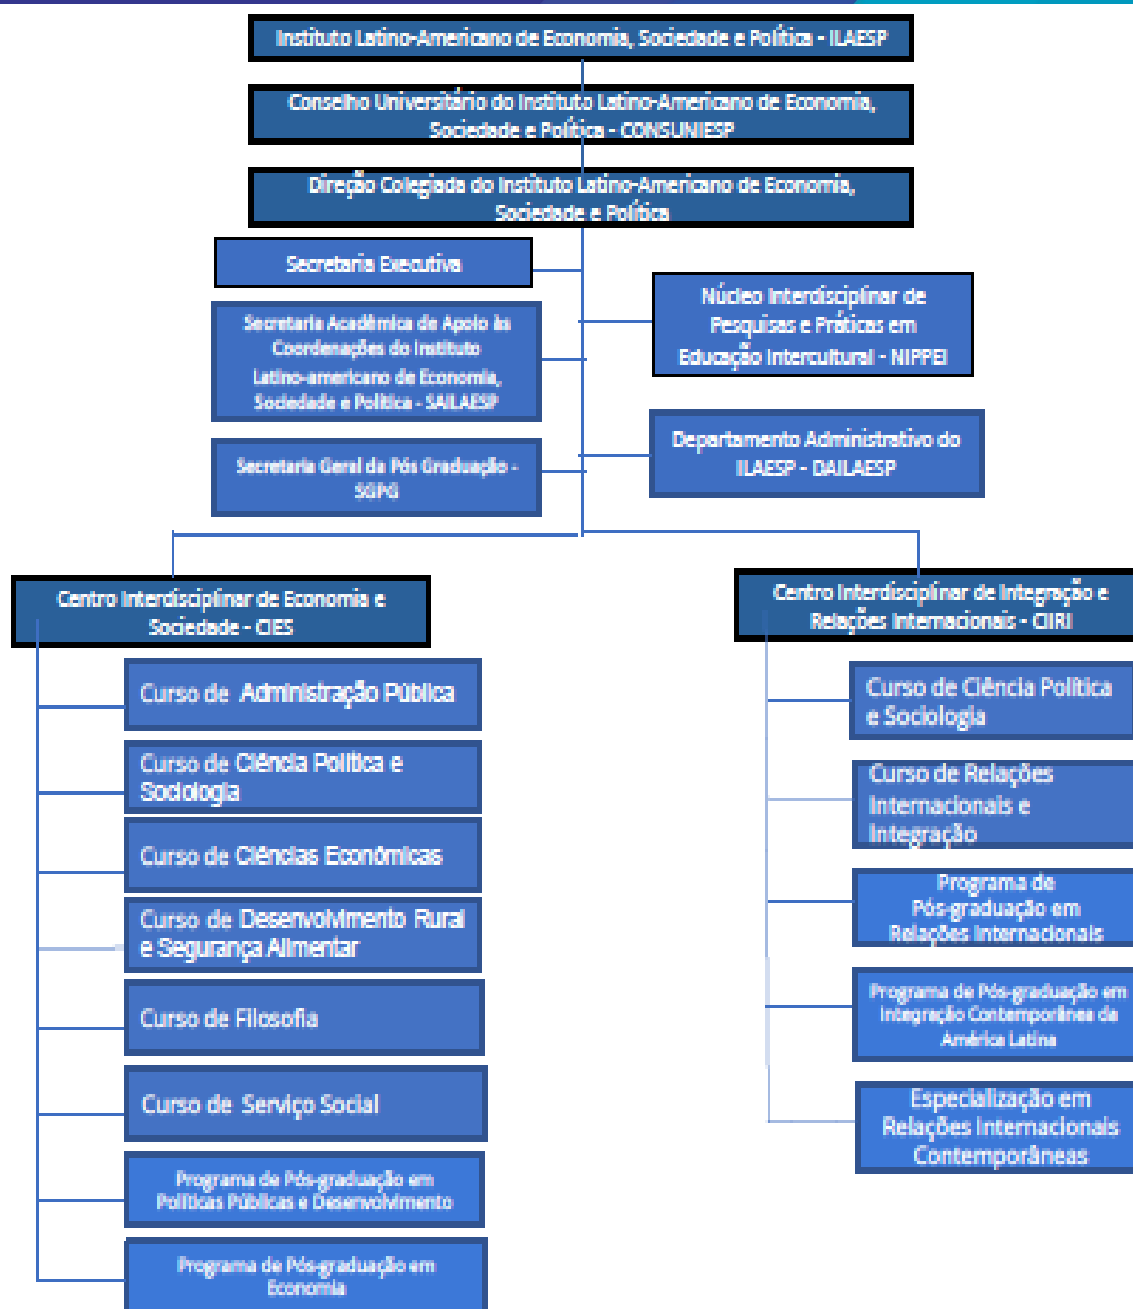 Instituto Latino-Americano de Economia, Sociedade e Política - ILAESP
Conselho Universitário do Instituto Latino-Americano de Economia,
Sociedade e Política - CONSUNIESP
Direção Colegiada do Instituto Latino-Americano de Economia,
Sociedade e Política
Secretaria Executiva
Núcleo Interdisciplinar de
Pesquisas e Práticas em
Educação Intercultural - NIPPEI
Secretaria Acadêmica de Apoio às
Coordenações do Instituto
Latino-americano de Economia,
Sociedade e Política - SAILAESP
Departamento Administrativo do
ILAESP - DAILAESP
Secretaria Geral da Pós Graduação -
SGPG
Centro Interdisciplinar de Economia e
Sociedade - CIES
Curso de Administração Pública
Curso de Ciência Política e
Sociologia
Curso de Ciências Econômicas
Curso de Desenvolvimento Rural
e Segurança Alimentar
Curso de Filosofia
Curso de Serviço Social
Programa de Pós-graduação em
Políticas Públicas e Desenvolvimento
Programa de Pós-graduação em
Economia
Centro Interdisciplinar de Integração e
Relações Internacionais - CIIRI
Curso de Ciência Política
e Sociologia
Curso de Relações
Internacionais e
Integração
Programa de
Pós-graduação em
Relações Internacionais
Programa de Pós-graduação em
Integração Contemporânea da
América Latina
Especialização em
Relações Internacionais
Contemporâneas